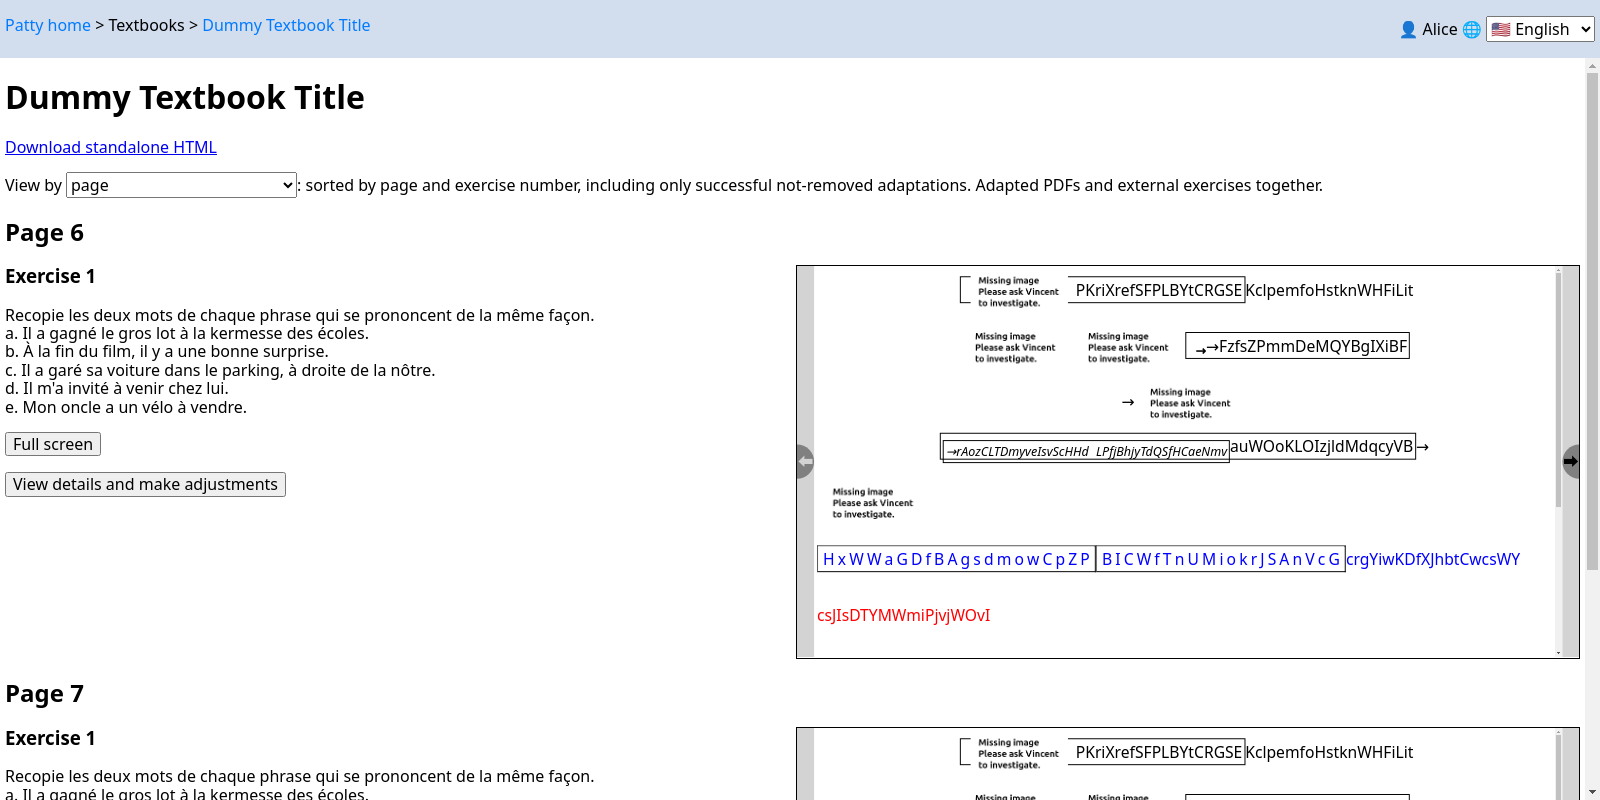 Patty home > Textbooks > Dummy Textbook Title
Alice English
Dummy Textbook Title
Download standalone HTML
View by page : sorted by page and exercise number, including only successful not-removed adaptations. Adapted PDFs and external exercises together.
Page 6
Exercise 1
Recopie les deux mots de chaque phrase qui se prononcent de la même façon.
a. Il a gagné le gros lot à la kermesse des écoles.
b. À la fin du film, il y a une bonne surprise.
c. Il a garé sa voiture dans le parking, à droite de la nôtre.
d. Il m'a invité à venir chez lui.
e. Mon oncle a un vélo à vendre.
Full screen
View details and make adjustments
Missing image
Please ask Vincent
to investigate.
PKriXrefSFPLBYtCRGSE KclpemfoHstknWHFiLit
Missing image
Please ask Vincent
to investigate.
Missing image
Please ask Vincent
to investigate.
→→FzfsZPmmDeMQYBgIXiBF
→
Missing image
Please ask Vincent
to investigate.
→rAozCLTDmyveIsvScHHd LPfjBhjyTdQSfHCaeNmv auWOoKLOIzjldMdqcyVB →
Missing image
Please ask Vincent
to investigate.
HxWWaGDfBAgsdmowCpZP BICWfTnUMiokrJSAnVcG crgYiwKDfXJhbtCwcsWY
csJIsDTYMWmiPjvjWOvI
Page 7
Exercise 1
Recopie les deux mots de chaque phrase qui se prononcent de la même façon.
a. Il a gagné le gros lot à la kermesse des écoles.
Missing image
Please ask Vincent
to investigate.
PKriXrefSFPLBYtCRGSE KclpemfoHstknWHFiLit
Missing image
Missing image